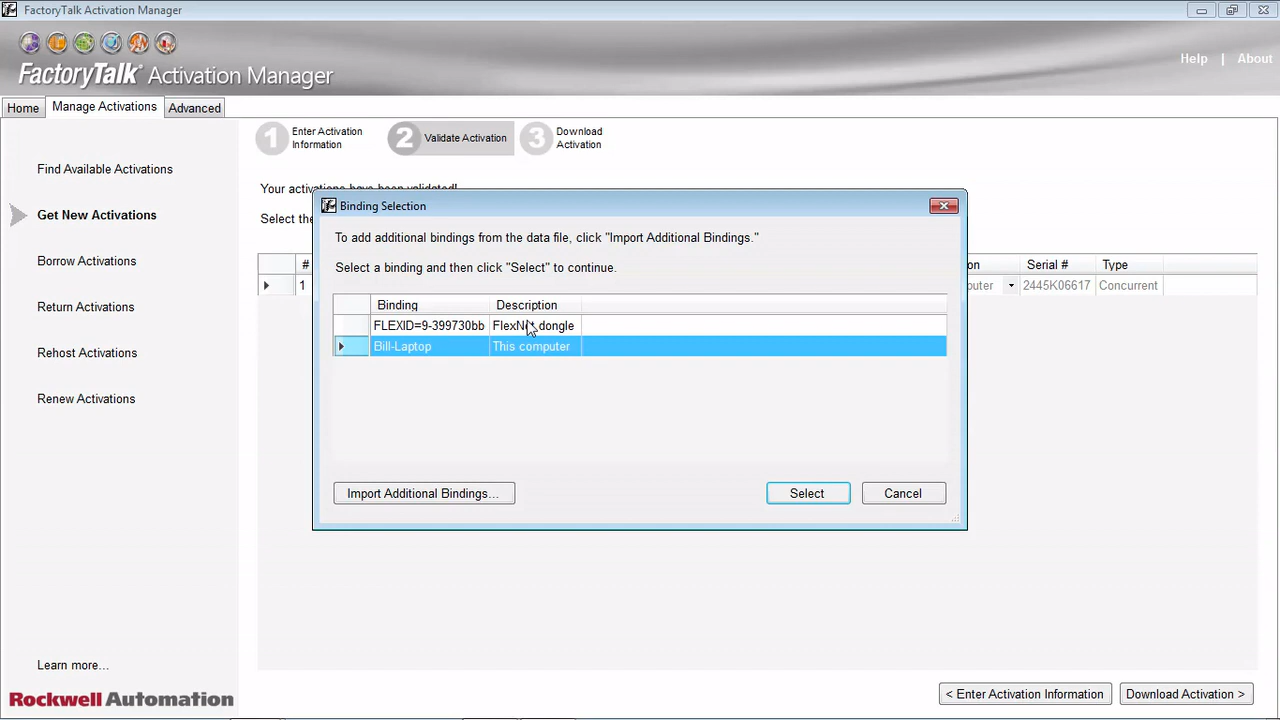 FactoryTalk Activation Manager
FactoryTalk Activation Manager
Help | About
Home
Manage Activations
Advanced
Find Available Activations
Get New Activations
Borrow Activations
Return Activations
Rehost Activations
Renew Activations
Learn more...
Rockwell Automation
1 Enter Activation Information
2 Validate Activation
3 Download Activation
Your activations have been validated!
Select the
#
1
Serial # Type
2445K06617 Concurrent
Binding Selection
To add additional bindings from the data file, click "Import Additional Bindings."
Select a binding and then click "Select" to continue.
Binding Description
FLEXID=9-399730bb FlexNet dongle
Bill-Laptop This computer
Import Additional Bindings...
Select
Cancel
< Enter Activation Information
Download Activation >